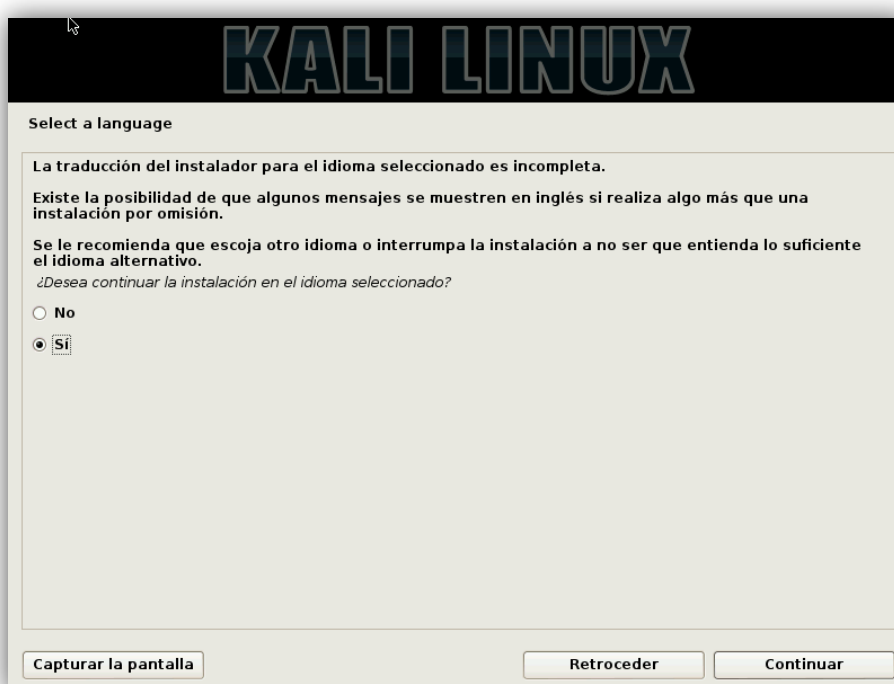 KALI LINUX
Select a language
La traducción del instalador para el idioma seleccionado es incompleta.
Existe la posibilidad de que algunos mensajes se muestren en inglés si realiza algo más que una
instalación por omisión.
Se le recomienda que escoja otro idioma o interrumpa la instalación a no ser que entienda lo suficiente
el idioma alternativo.
¿Desea continuar la instalación en el idioma seleccionado?
No
Sí
Capturar la pantalla Retroceder Continuar